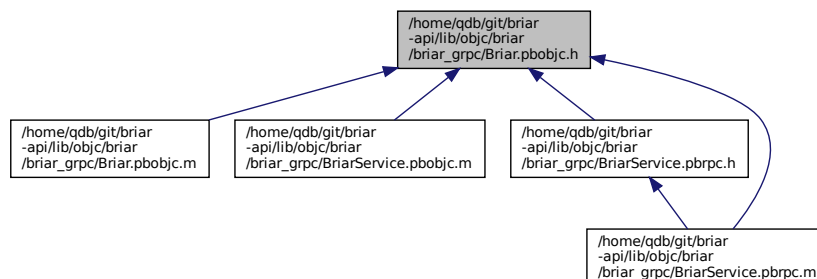 /home/qdb/git/briar
-api/lib/objc/briar
/briar_grpc/Briar.pbobjc.h
/home/qdb/git/briar
-api/lib/objc/briar
/briar_grpc/Briar.pbobjc.m
/home/qdb/git/briar
-api/lib/objc/briar
/briar_grpc/BriarService.pbobjc.m
/home/qdb/git/briar
-api/lib/objc/briar
/briar_grpc/BriarService.pbrpc.h
/home/qdb/git/briar
-api/lib/objc/briar
/briar_grpc/BriarService.pbrpc.m